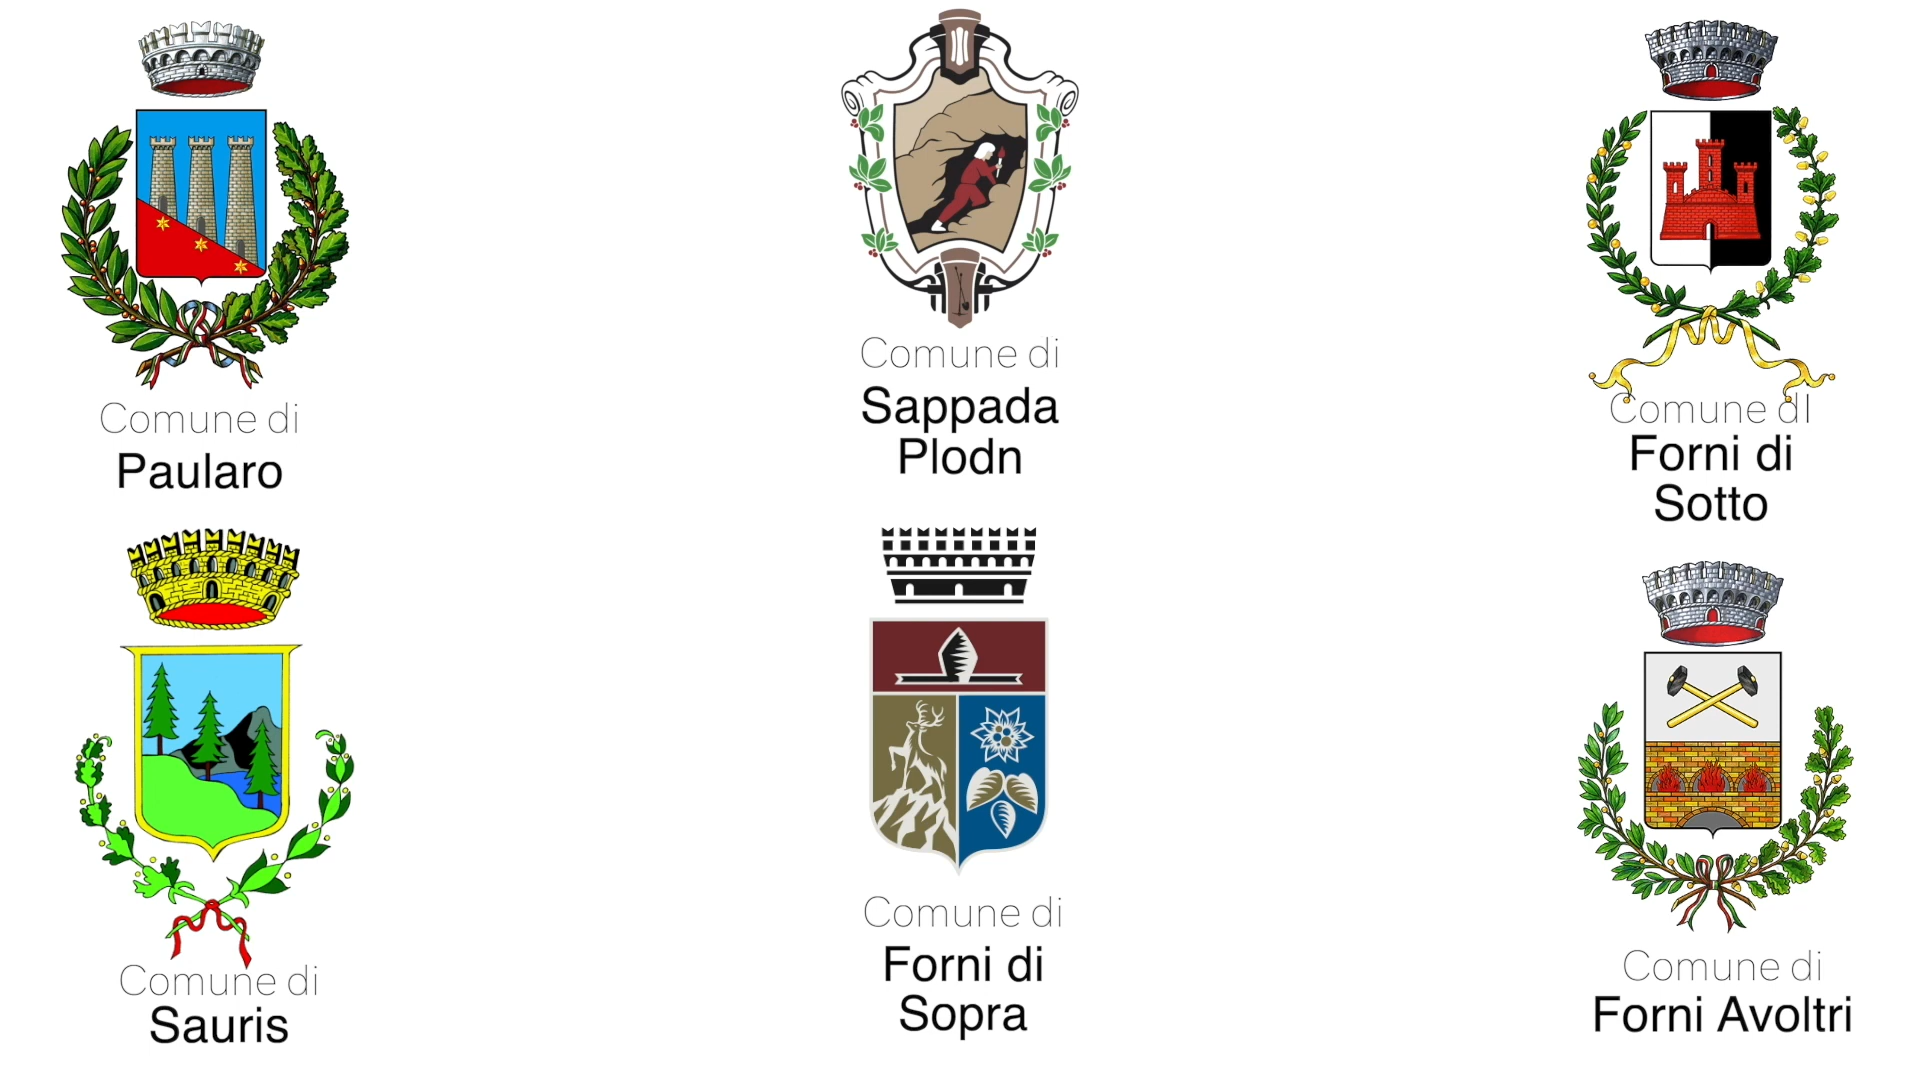 Comune di
Paularo
Comune di
Sappada
Plodn
Comune di
Forni di
Sotto
Comune di
Sauris
Comune di
Forni di
Sopra
Comune di
Forni Avoltri